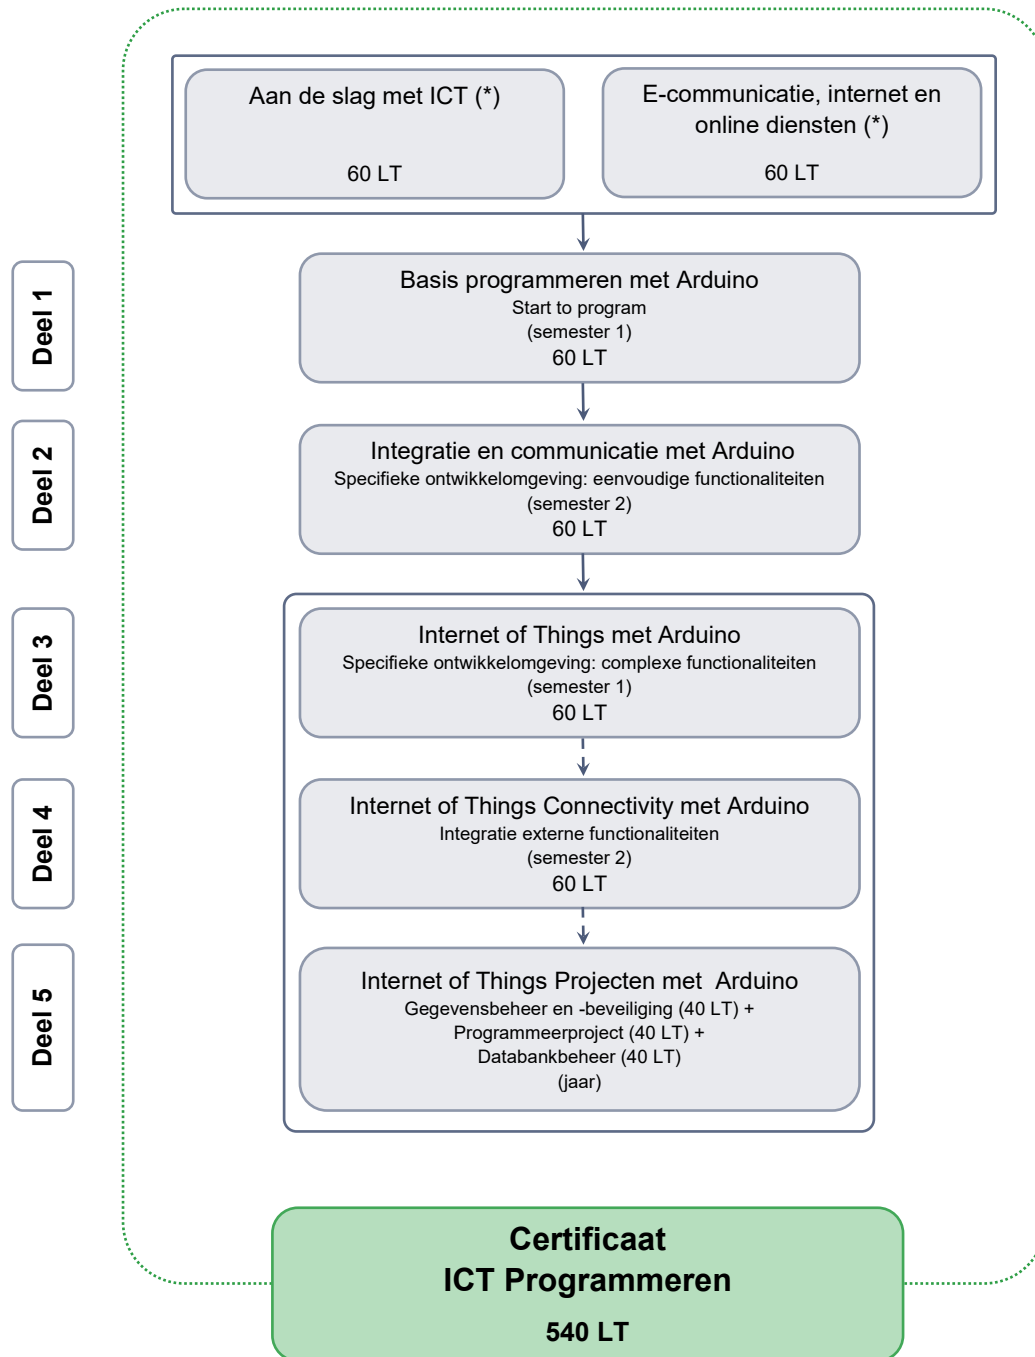 Aan de slag met ICT (*)
60 LT
E-communicatie, internet en
online diensten (*)
60 LT
Deel 1
Basis programmeren met Arduino
Start to program
(semester 1)
60 LT
Deel 2
Integratie en communicatie met Arduino
Specifieke ontwikkelomgeving: eenvoudige functionaliteiten
(semester 2)
60 LT
Deel 3
Internet of Things met Arduino
Specifieke ontwikkelomgeving: complexe functionaliteiten
(semester 1)
60 LT
Deel 4
Internet of Things Connectivity met Arduino
Integratie externe functionaliteiten
(semester 2)
60 LT
Deel 5
Internet of Things Projecten met  Arduino
Gegevensbeheer en -beveiliging (40 LT) +
Programmeerproject (40 LT) +
Databankbeheer (40 LT)
(jaar)
Certificaat
ICT Programmeren
540 LT